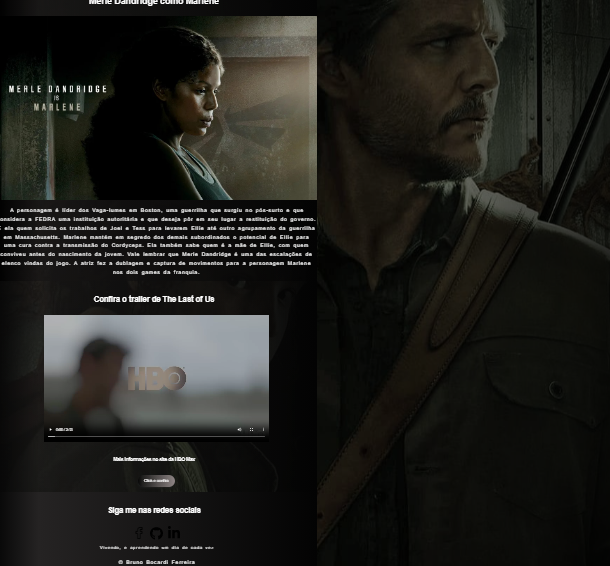 Merle Dandridge como Marlene
MERLE DANDRIDGE
IS
MARLENE
A personagem é líder dos Vaga-lumes em Boston, uma guerrilha que surgiu no pós-surto e que
considera a FEDRA uma instituição autoritária e que deseja pôr em seu lugar a restituição do governo.
É ela quem solicita os trabalhos de Joel e Tess para levarem Ellie até outro agrupamento da guerrilha
em Massachusetts. Marlene mantém em segredo dos demais subordinados o potencial de Ellie para
uma cura contra a transmissão do Cordyceps. Ela também sabe quem é a mãe de Ellie, com quem
conviveu antes do nascimento da jovem. Vale lembrar que Merle Dandridge é uma das escalações de
elenco vindas do jogo. A atriz fez a dublagem e captura de movimentos para a personagem Marlene
nos dois games da franquia.
Confira o trailer de The Last of Us
HBO
Mais informações no site da HBO Max
Click e confira
Siga me nas redes sociais
Vivendo, e aprendendo um dia de cada vez
© Bruno Bocardi Ferreira